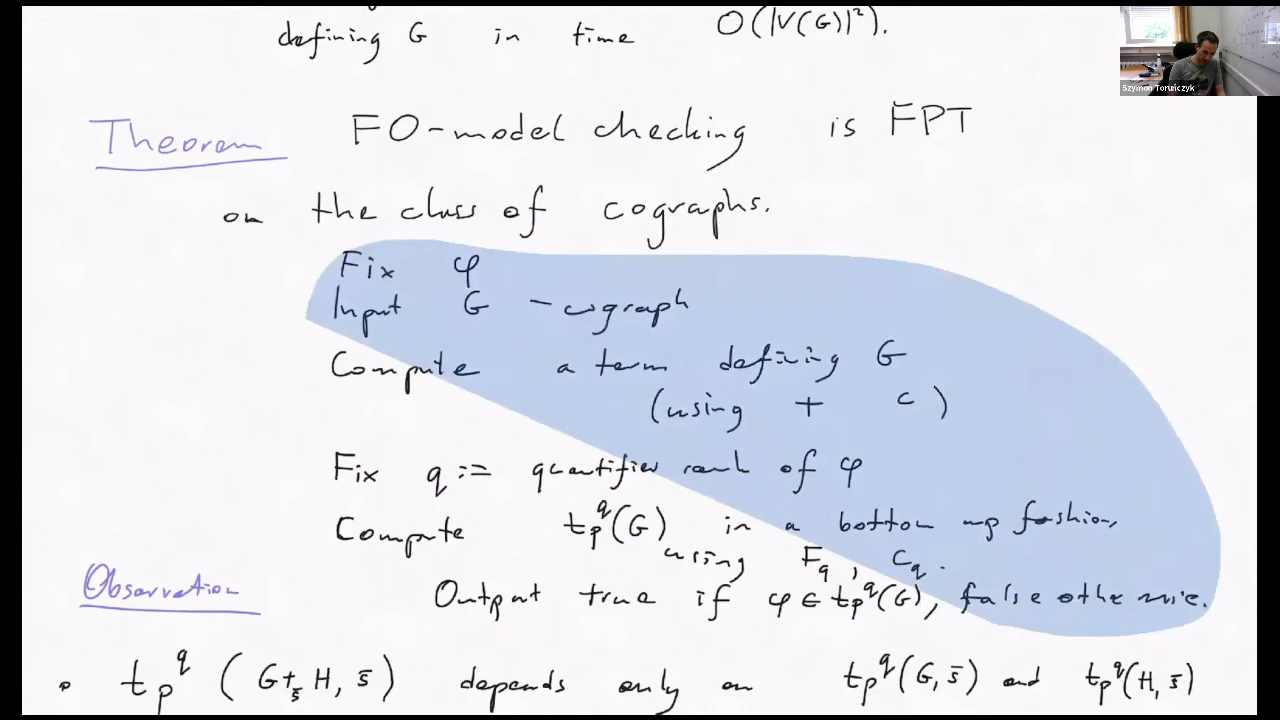 defining G in time O(|V(G)|²).
Szymon Toruńczyk
Theorem FO-model checking is FPT
on the class of cographs.
Fix φ
Input G - cograph
Compute a term defining G
(using + c)
Fix q := quantifier rank of φ
Compute tp^q(G) in a bottom up fashion,
using F_q, C_q.
Observation
Output true if φ ∈ tp^q(G), false otherwise.
• tp^q (G +_s̄ H, s̄) depends only on tp^q(G, s̄) and tp^q(H, s̄)